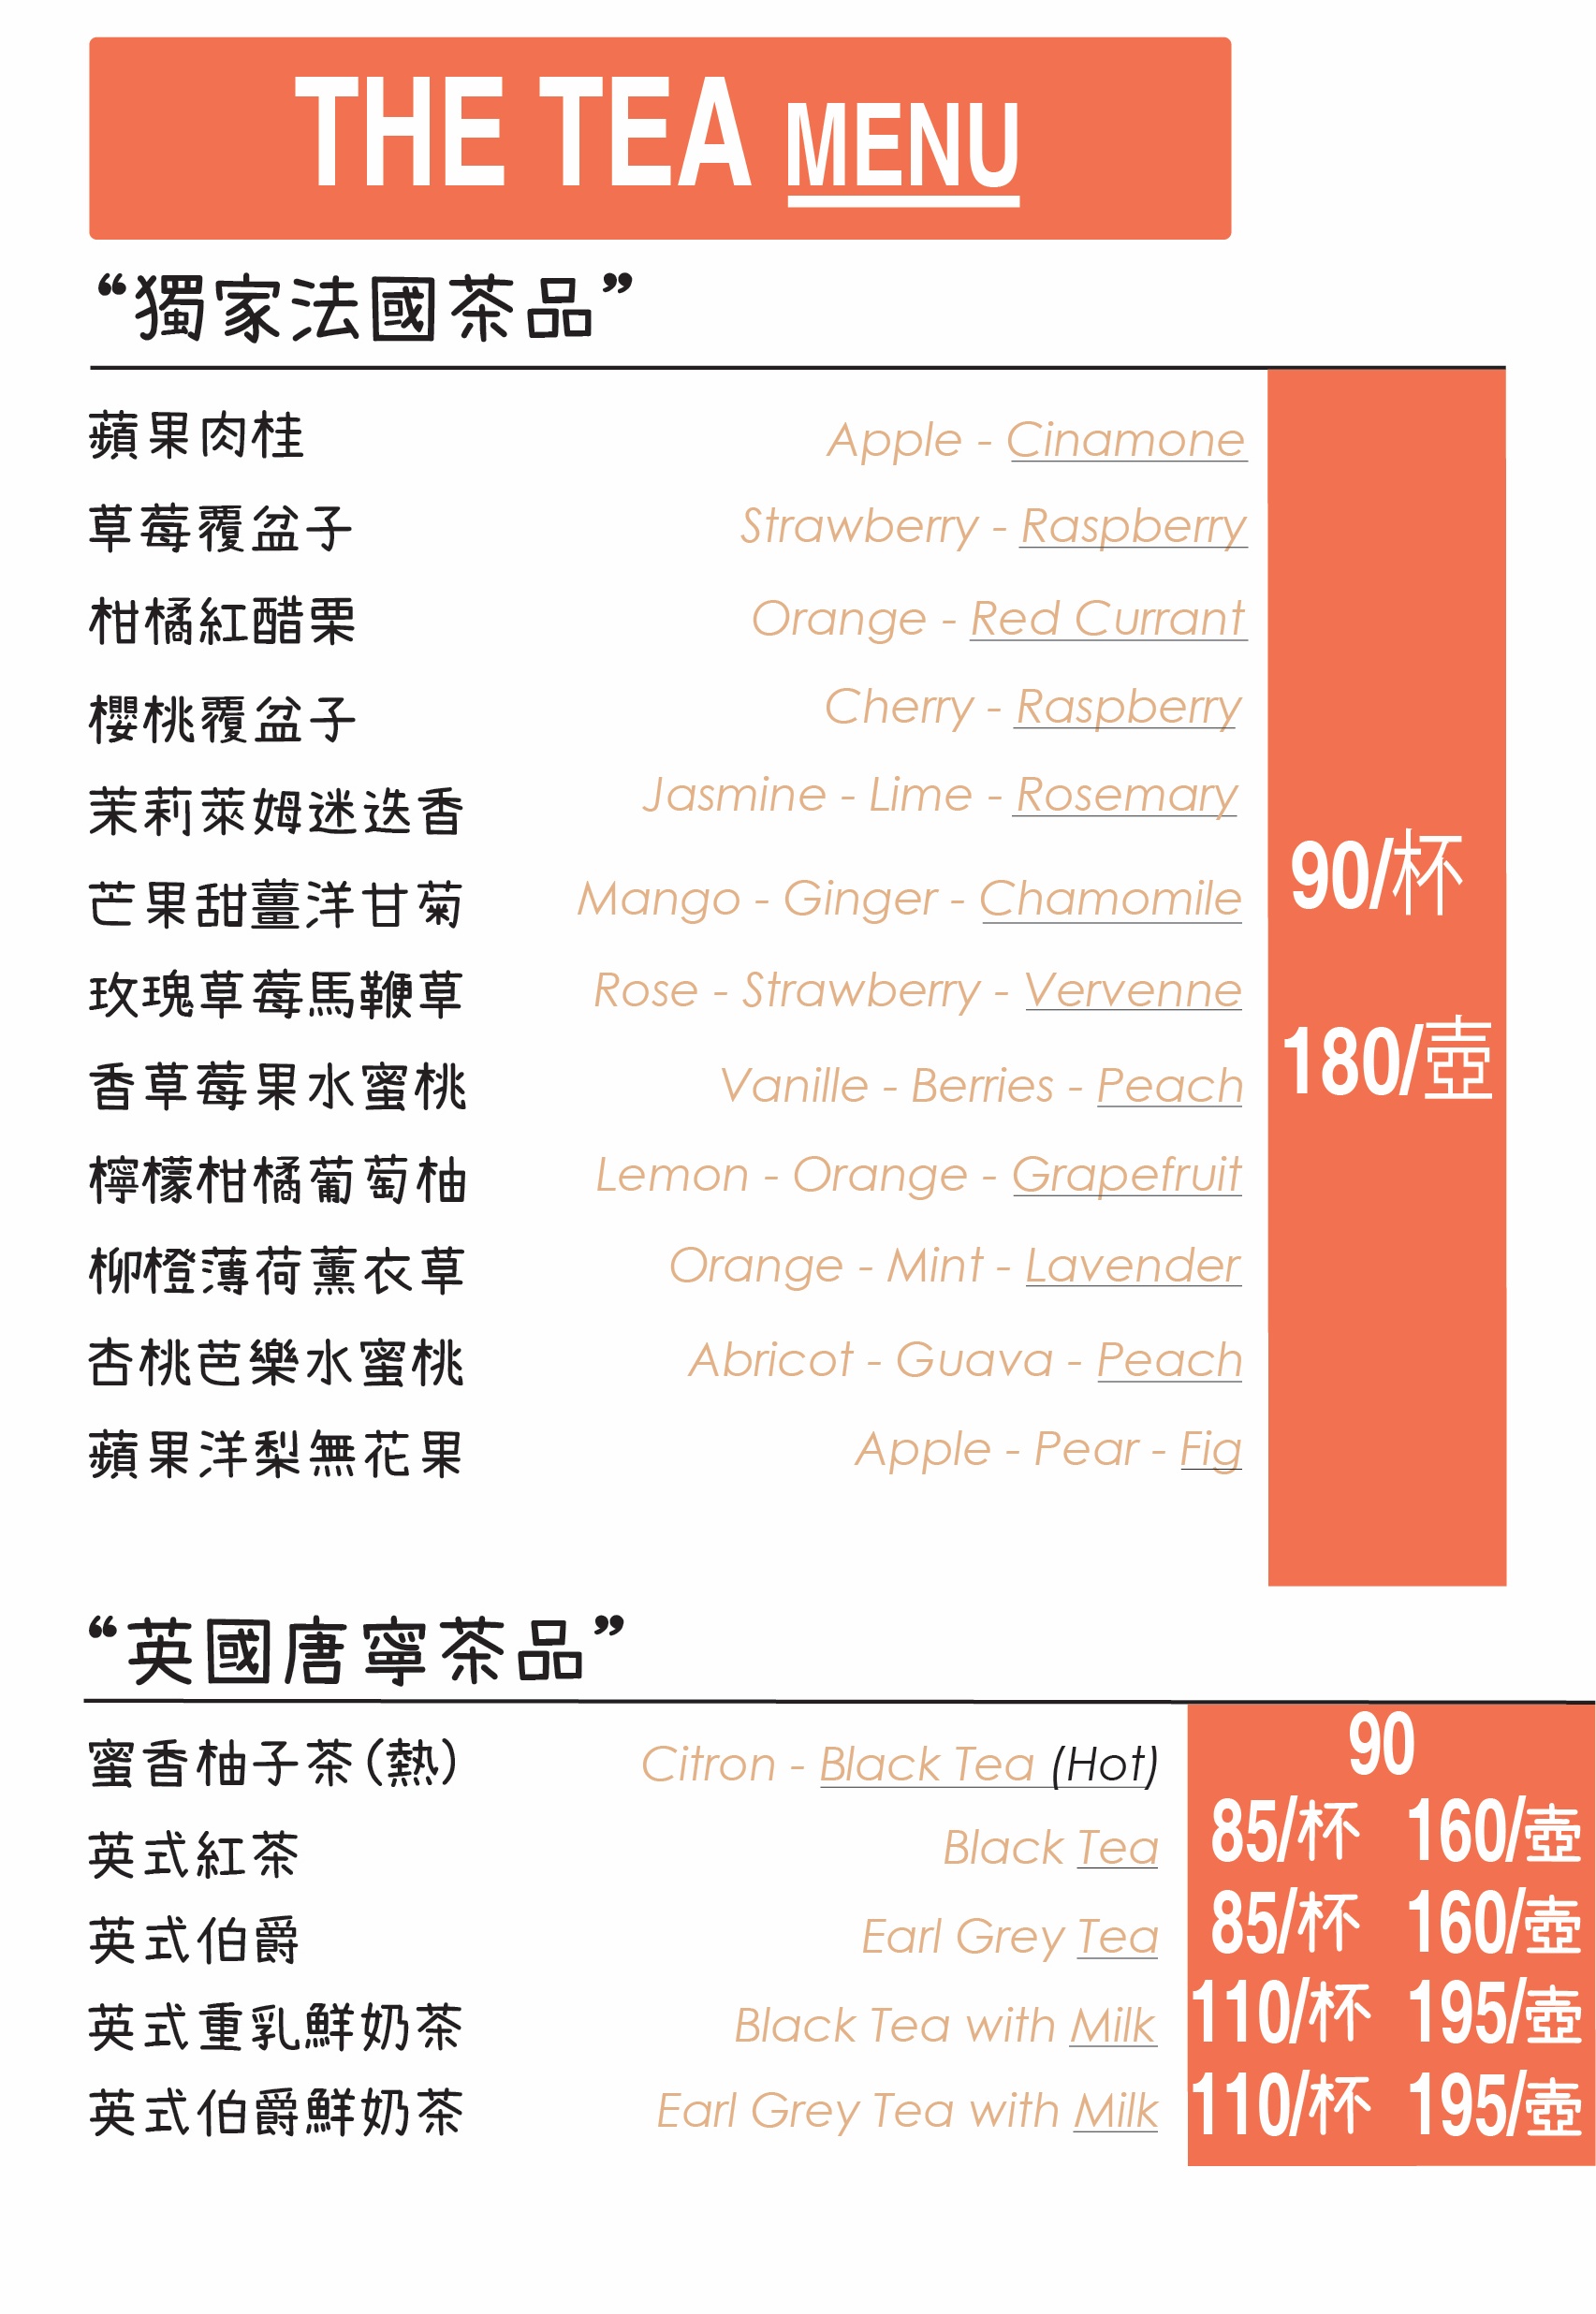 THE TEA MENU
“獨家法國茶品”
蘋果肉桂 Apple - Cinamone
草莓覆盆子 Strawberry - Raspberry
柑橘紅醋栗 Orange - Red Currant
櫻桃覆盆子 Cherry - Raspberry
茉莉萊姆迷迭香 Jasmine - Lime - Rosemary
芒果甜薑洋甘菊 Mango - Ginger - Chamomile
90/杯
玫瑰草莓馬鞭草 Rose - Strawberry - Vervenne
香草莓果水蜜桃 Vanille - Berries - Peach
180/壺
檸檬柑橘葡萄柚 Lemon - Orange - Grapefruit
柳橙薄荷薰衣草 Orange - Mint - Lavender
杏桃芭樂水蜜桃 Abricot - Guava - Peach
蘋果洋梨無花果 Apple - Pear - Fig
“英國唐寧茶品”
蜜香柚子茶(熱) Citron - Black Tea (Hot) 90
英式紅茶 Black Tea 85/杯 160/壺
英式伯爵 Earl Grey Tea 85/杯 160/壺
英式重乳鮮奶茶 Black Tea with Milk 110/杯 195/壺
英式伯爵鮮奶茶 Earl Grey Tea with Milk 110/杯 195/壺